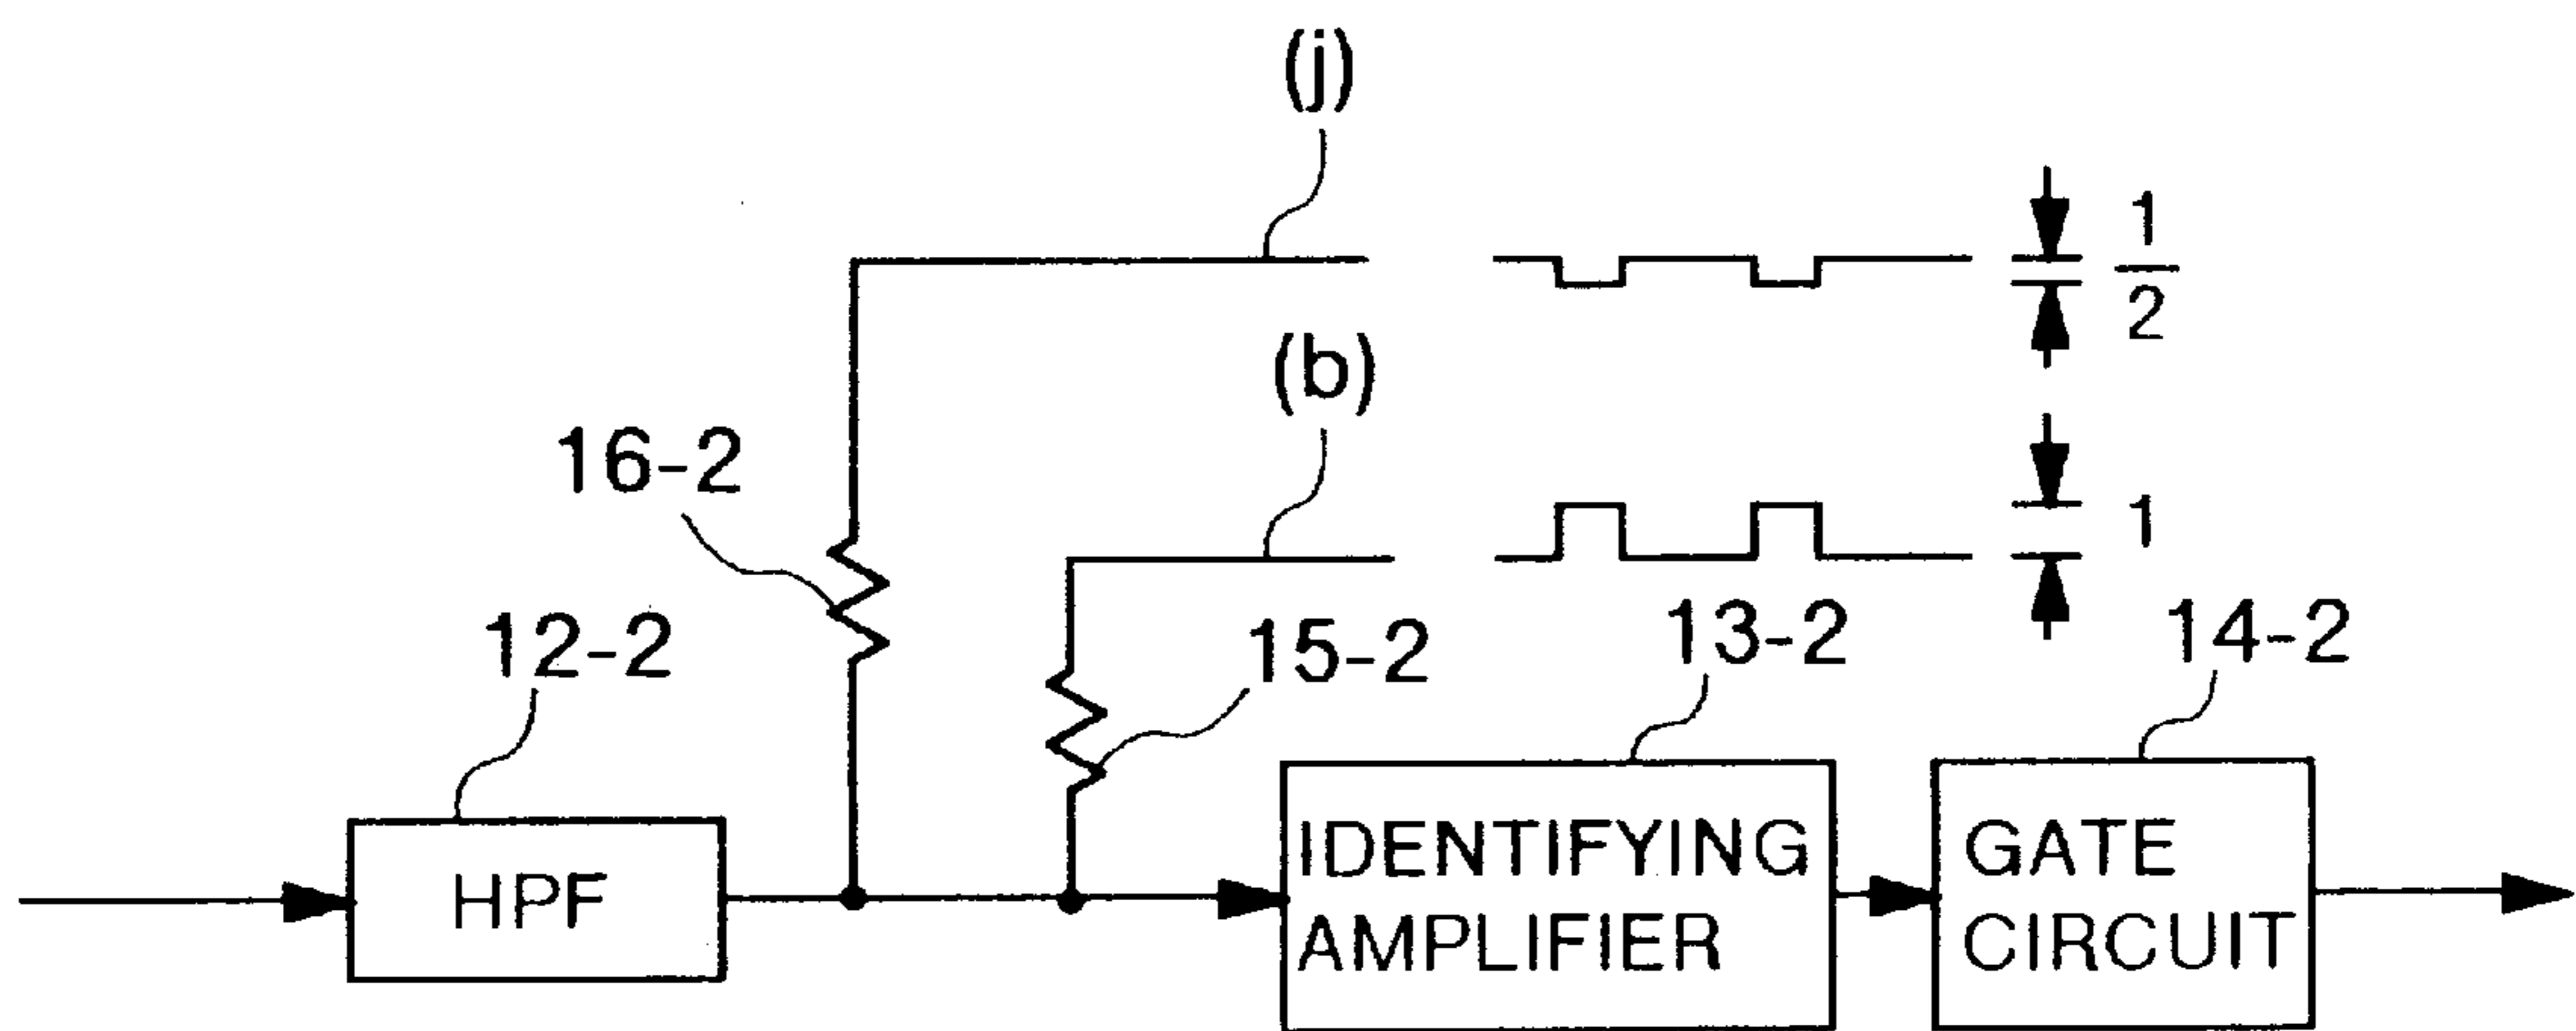 (j)
1
2
(b)
16-2
1
12-2
15-2
13-2
14-2
HPF
IDENTIFYING
AMPLIFIER
GATE
CIRCUIT